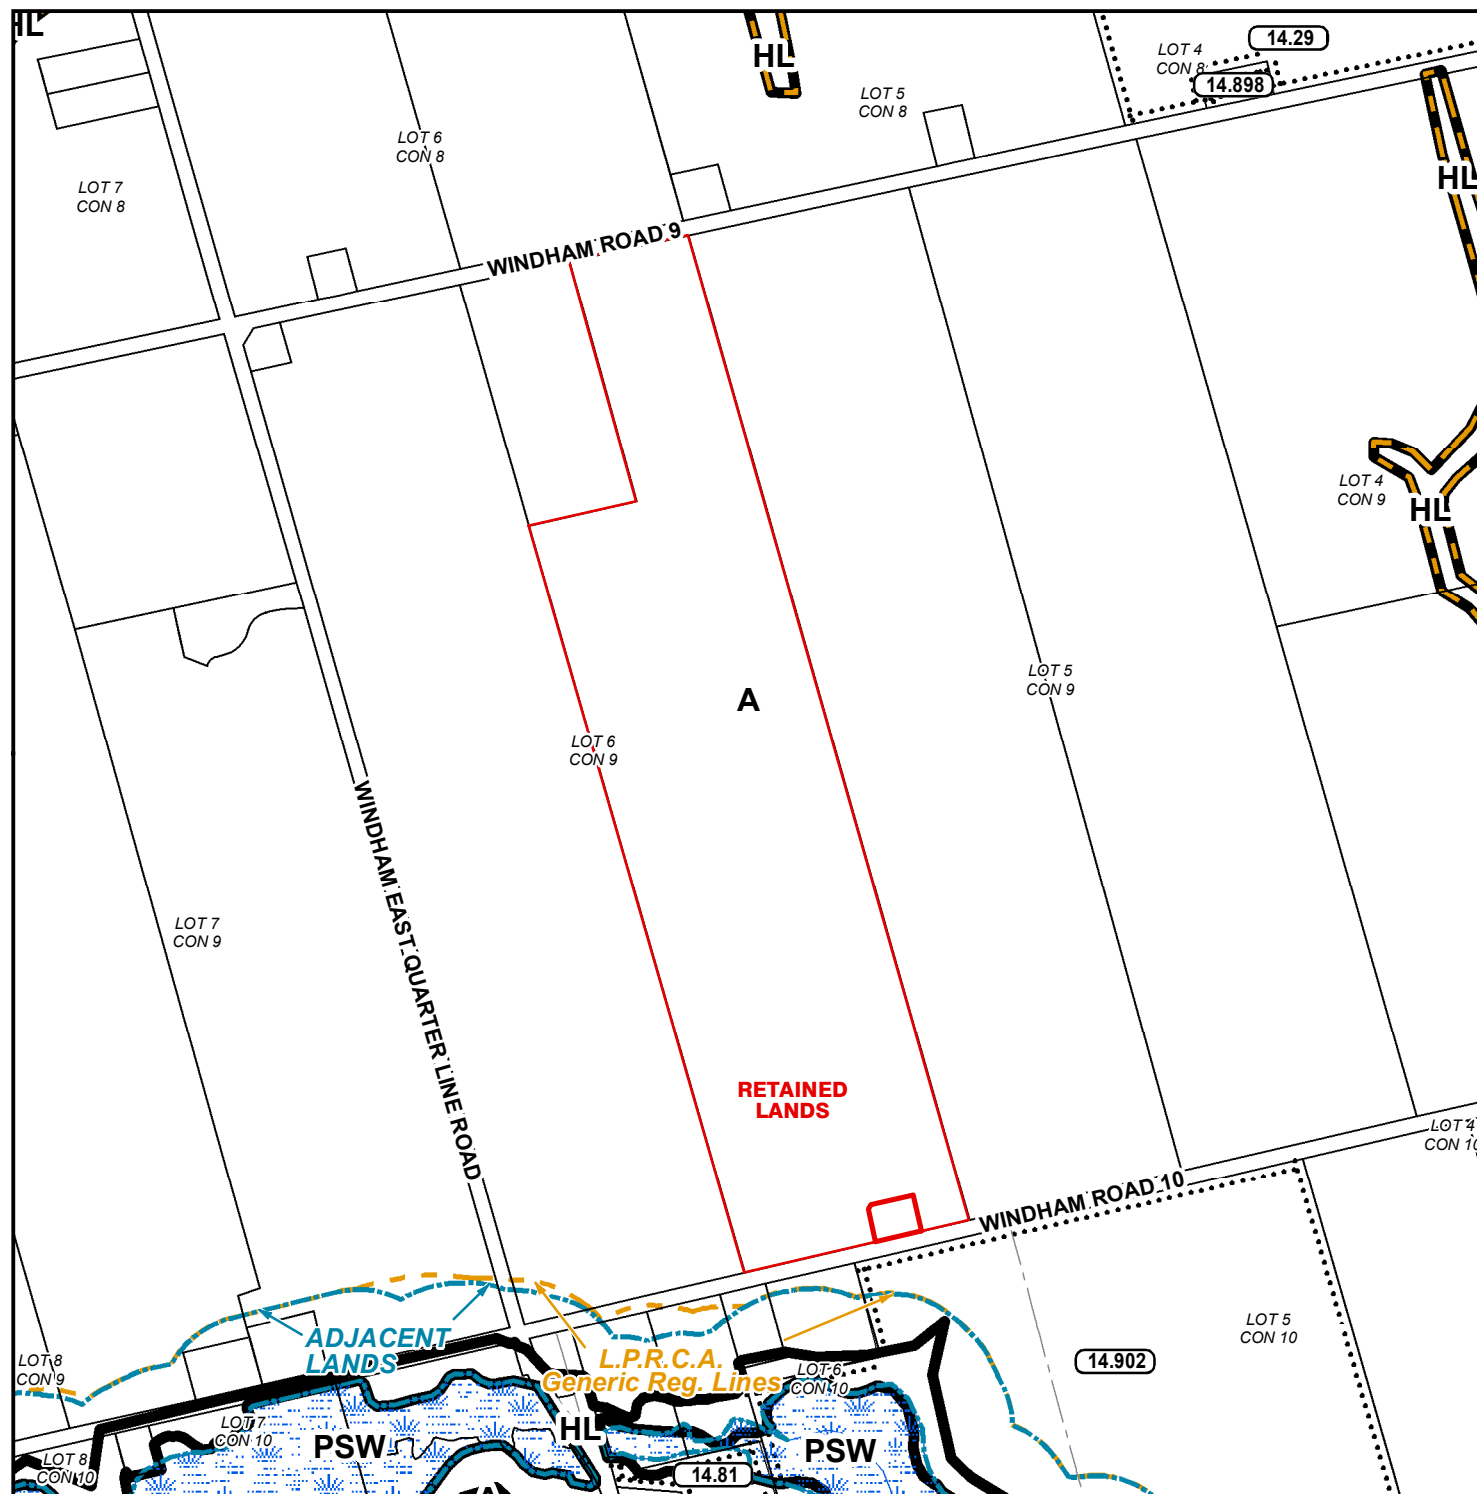 HL
HL
14.29
LOT 4
CON 8
14.898
LOT 5
CON 8
LOT 6
CON 8
HL
LOT 7
CON 8
WINDHAM ROAD 9
LOT 4
CON 9
HL
LOT 5
CON 9
A
LOT 6
CON 9
WINDHAM EAST QUARTER LINE ROAD
LOT 7
CON 9
RETAINED
LANDS
LOT 4
CON 10
WINDHAM ROAD 10
LOT 5
CON 10
ADJACENT
LANDS
LOT 8
CON 9
L.P.R.C.A.
Generic Reg. Lines
14.902
LOT 6
CON 10
LOT 7
CON 10
HL
PSW
PSW
LOT 8
CON 10
14.81